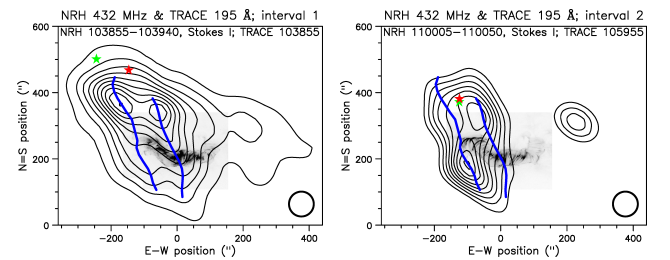 NRH 432 MHz & TRACE 195 Å; interval 1
NRH 103855−103940, Stokes I; TRACE 103855
N=S position (")
600
400
200
0
−200
0
200
400
E−W position (")
NRH 432 MHz & TRACE 195 Å; interval 2
NRH 110005−110050, Stokes I; TRACE 105955
N=S position (")
600
400
200
0
−200
0
200
400
E−W position (")